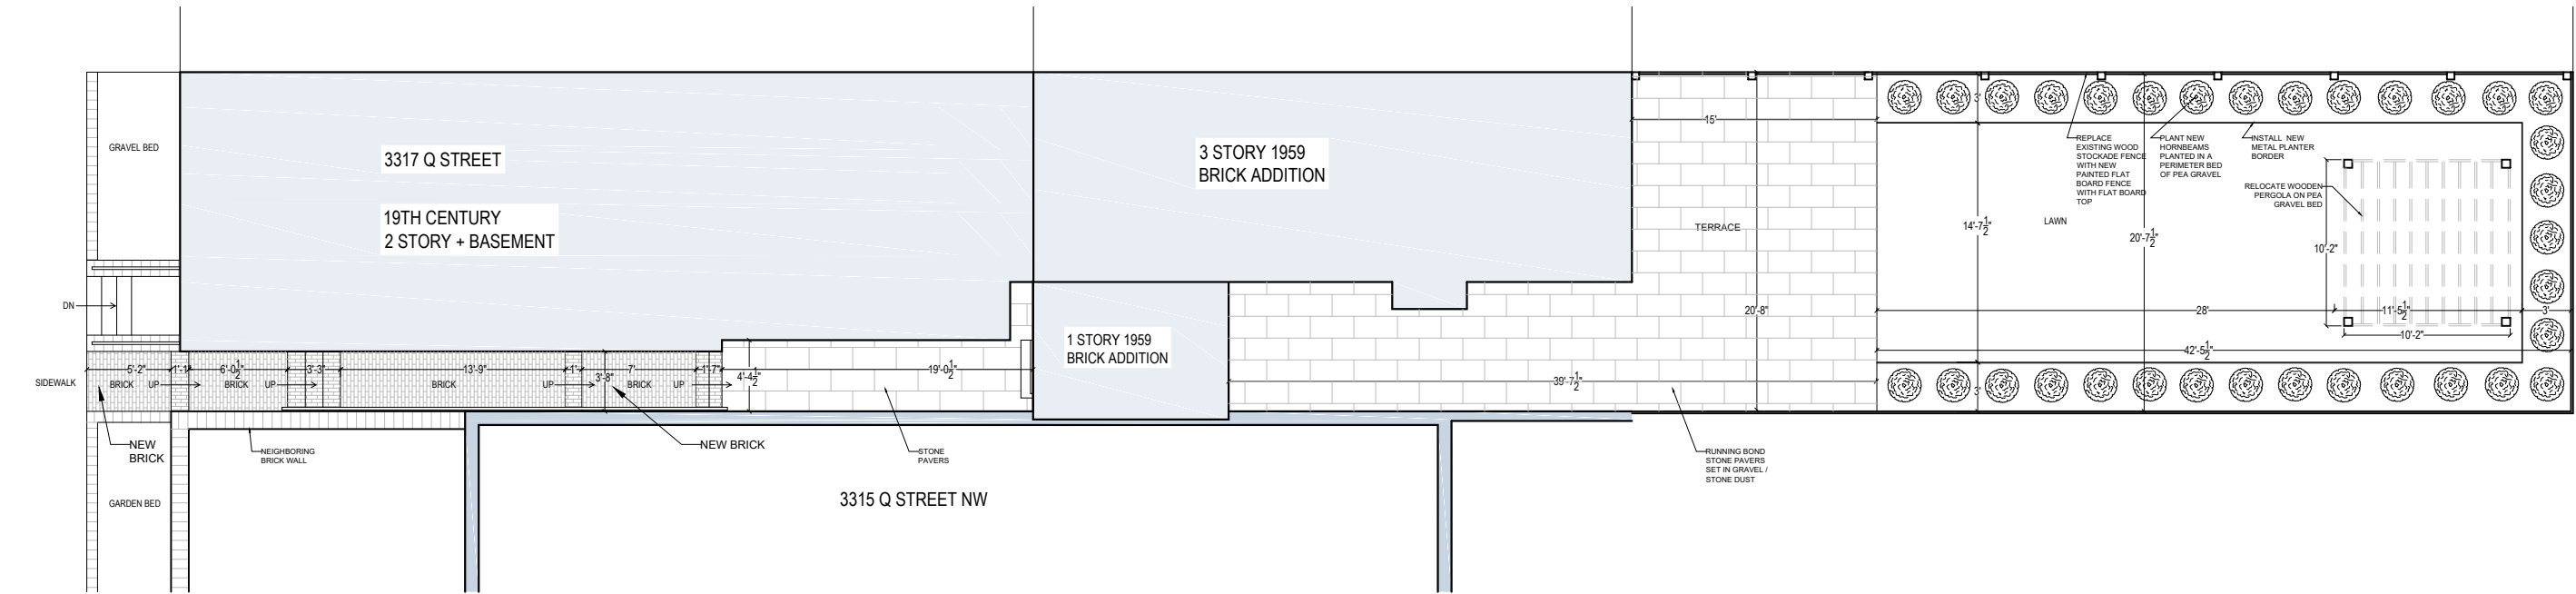 GRAVEL BED
3317 Q STREET
19TH CENTURY
2 STORY + BASEMENT
3 STORY 1959
BRICK ADDITION
1 STORY 1959
BRICK ADDITION
15'
TERRACE
20'-8"
3'
REPLACE
EXISTING WOOD
STOCKADE FENCE
WITH NEW
PAINTED FLAT
BOARD FENCE
WITH FLAT BOARD
TOP
PLANT NEW
HORNBEAMS
PLANTED IN A
PERIMETER BED
OF PEA GRAVEL
INSTALL NEW
METAL PLANTER
BORDER
RELOCATE WOODEN
PERGOLA ON PEA
GRAVEL BED
14'-7 1/2"
LAWN
20'-7 1/2"
10'-2"
28'
11'-5 1/2"
3'
10'-2"
42'-5 1/2"
3'
DN
SIDEWALK
5'-2"
1'-1"
6'-0 1/2"
3'-3"
13'-9"
1'
7'
1'-7"
BRICK
UP
BRICK
UP
BRICK
UP
3'-8"
BRICK
UP
4'-4 1/2"
19'-0 1/2"
39'-7 1/2"
NEW
BRICK
NEIGHBORING
BRICK WALL
NEW BRICK
STONE
PAVERS
RUNNING BOND
STONE PAVERS
SET IN GRAVEL /
STONE DUST
GARDEN BED
3315 Q STREET NW